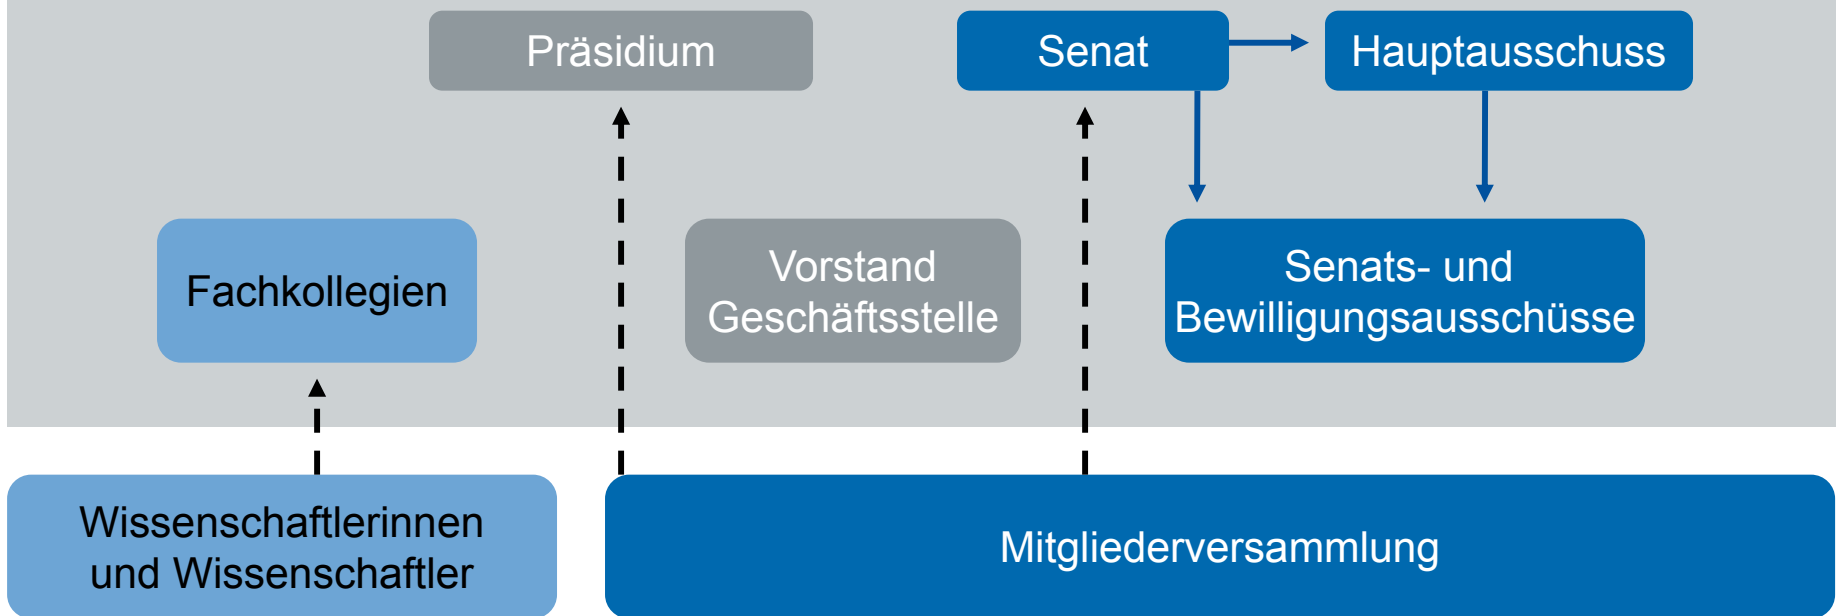 Präsidium
Senat
Hauptausschuss
Fachkollegien
Vorstand
Geschäftsstelle
Senats- und
Bewilligungsausschüsse
Wissenschaftlerinnen
und Wissenschaftler
Mitgliederversammlung